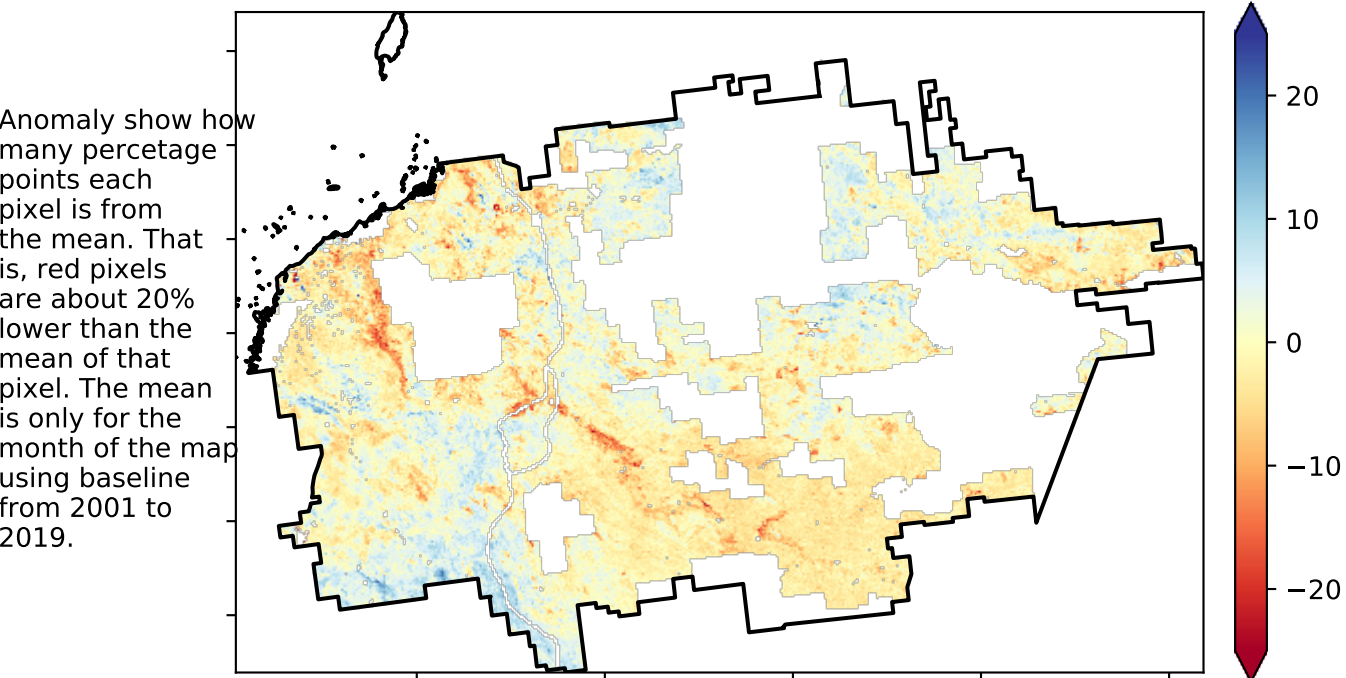 Anomaly show how
many percetage
points each
pixel is from
the mean. That
is, red pixels
are about 20%
lower than the
mean of that
pixel. The mean
is only for the
month of the map
using baseline
from 2001 to
2019.
20
10
0
−10
−20